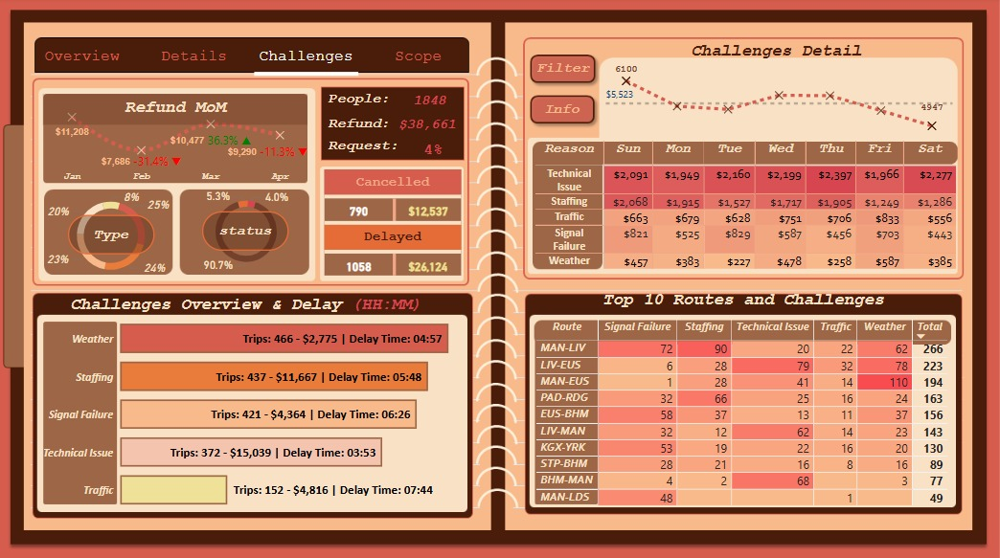 Overview Details Challenges Scope
Refund MoM
$11,208
$7,686 -31.4% ▼
$10,477 36.3% ▲
$9,290 -11.3% ▼
Jan Feb Mar Apr
People: 1848
Refund: $38,661
Request: 4%
Cancelled
790 $12,537
Delayed
1058 $26,124
Type
8%
25%
20%
23%
24%
status
5.3%
4.0%
90.7%
Challenges Overview & Delay (HH:MM)
Weather Trips: 466 - $2,775 | Delay Time: 04:57
Staffing Trips: 437 - $11,667 | Delay Time: 05:48
Signal Failure Trips: 421 - $4,364 | Delay Time: 06:26
Technical Issue Trips: 372 - $15,039 | Delay Time: 03:53
Traffic Trips: 152 - $4,816 | Delay Time: 07:44
Challenges Detail
Filter
Info
6100
$5,523
4947
Reason Sun Mon Tue Wed Thu Fri Sat
Technical Issue $2,091 $1,949 $2,160 $2,199 $2,397 $1,966 $2,277
Staffing $2,068 $1,915 $1,527 $1,717 $1,905 $1,249 $1,286
Traffic $663 $679 $628 $751 $706 $833 $556
Signal Failure $821 $525 $829 $587 $456 $703 $443
Weather $457 $383 $227 $478 $258 $587 $385
Top 10 Routes and Challenges
Route Signal Failure Staffing Technical Issue Traffic Weather Total
MAN-LIV 72 90 20 22 62 266
LIV-EUS 6 28 79 32 78 223
MAN-EUS 1 28 41 14 110 194
PAD-RDG 32 66 25 16 24 163
EUS-BHM 58 37 13 11 37 156
LIV-MAN 32 12 62 14 23 143
KGX-YRK 53 19 22 16 20 130
STP-BHM 28 21 16 8 16 89
BHM-MAN 4 2 68 3 77
MAN-LDS 48 1 49